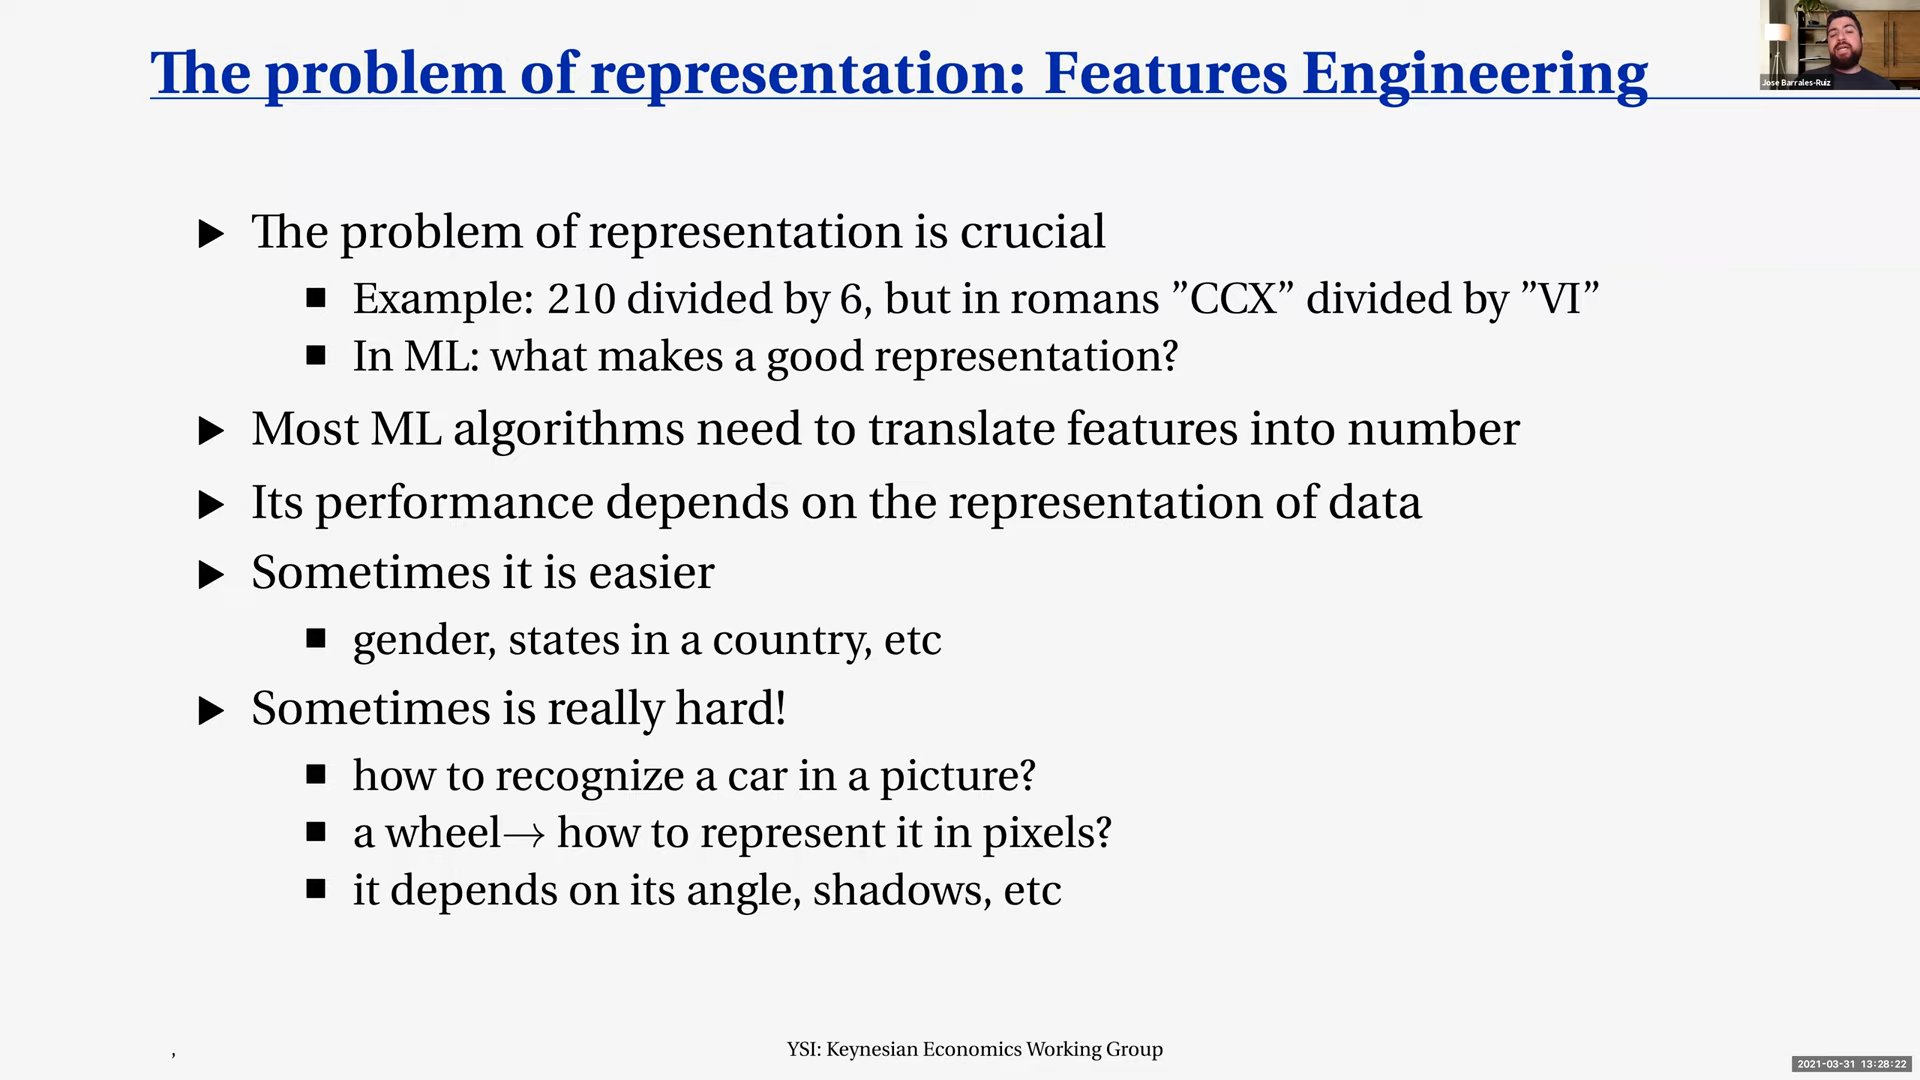 The problem of representation: Features Engineering
Jose Barrales-Ruiz
The problem of representation is crucial
Example: 210 divided by 6, but in romans ”CCX” divided by ”VI”
In ML: what makes a good representation?
Most ML algorithms need to translate features into number
Its performance depends on the representation of data
Sometimes it is easier
gender, states in a country, etc
Sometimes is really hard!
how to recognize a car in a picture?
a wheel→ how to represent it in pixels?
it depends on its angle, shadows, etc
,
YSI: Keynesian Economics Working Group
2021-03-31 13:28:22